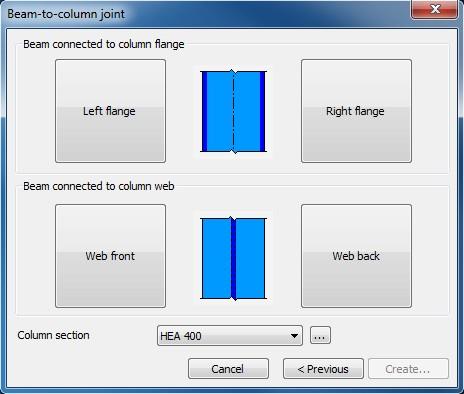 Beam-to-column joint
Beam connected to column flange
Left flange
Right flange
Beam connected to column web
Web front
Web back
Column section
HEA 400
...
Cancel
< Previous
Create...